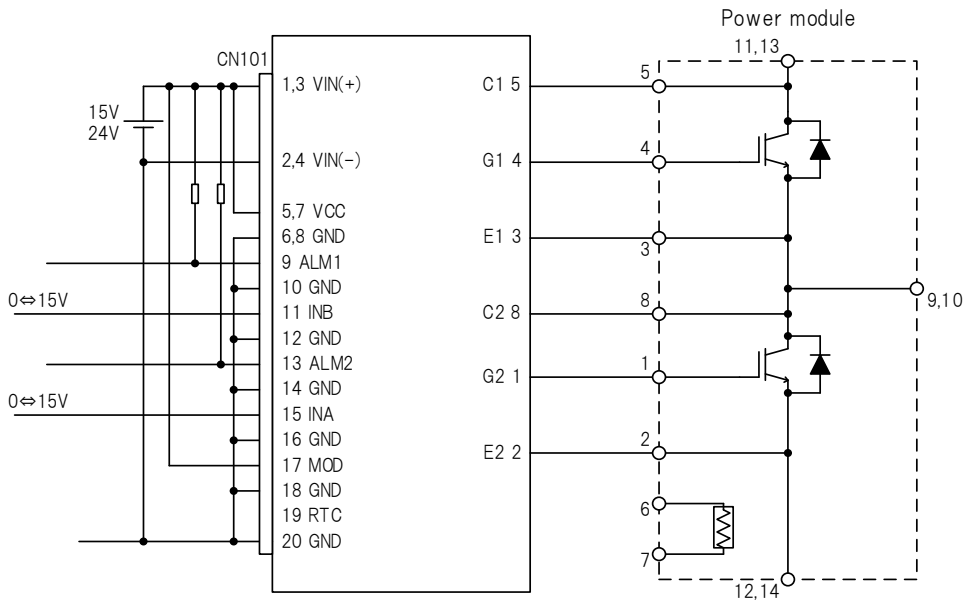 Power module
11,13
CN101
15V
24V
1,3 VIN(+)
2,4 VIN(-)
5,7 VCC
6,8 GND
9 ALM1
10 GND
0⇔15V
11 INB
12 GND
13 ALM2
14 GND
0⇔15V
15 INA
16 GND
17 MOD
18 GND
19 RTC
20 GND
C1 5
G1 4
E1 3
C2 8
G2 1
E2 2
5
4
3
8
1
2
6
7
9,10
12,14